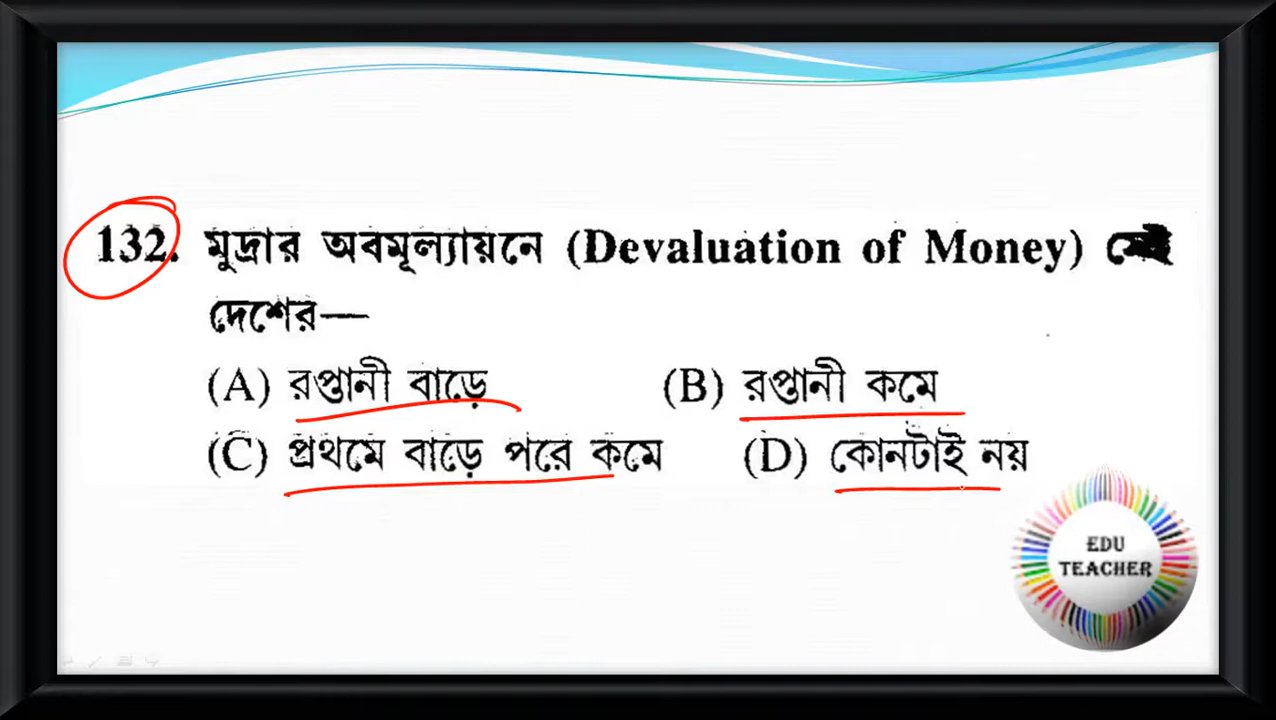 132. মুদ্রার অবমূল্যায়নে (Devaluation of Money)
দেশের—
(A) রপ্তানী বাড়ে (B) রপ্তানী কমে
(C) প্রথমে বাড়ে পরে কমে (D) কোনটাই নয়
EDU
TEACHER